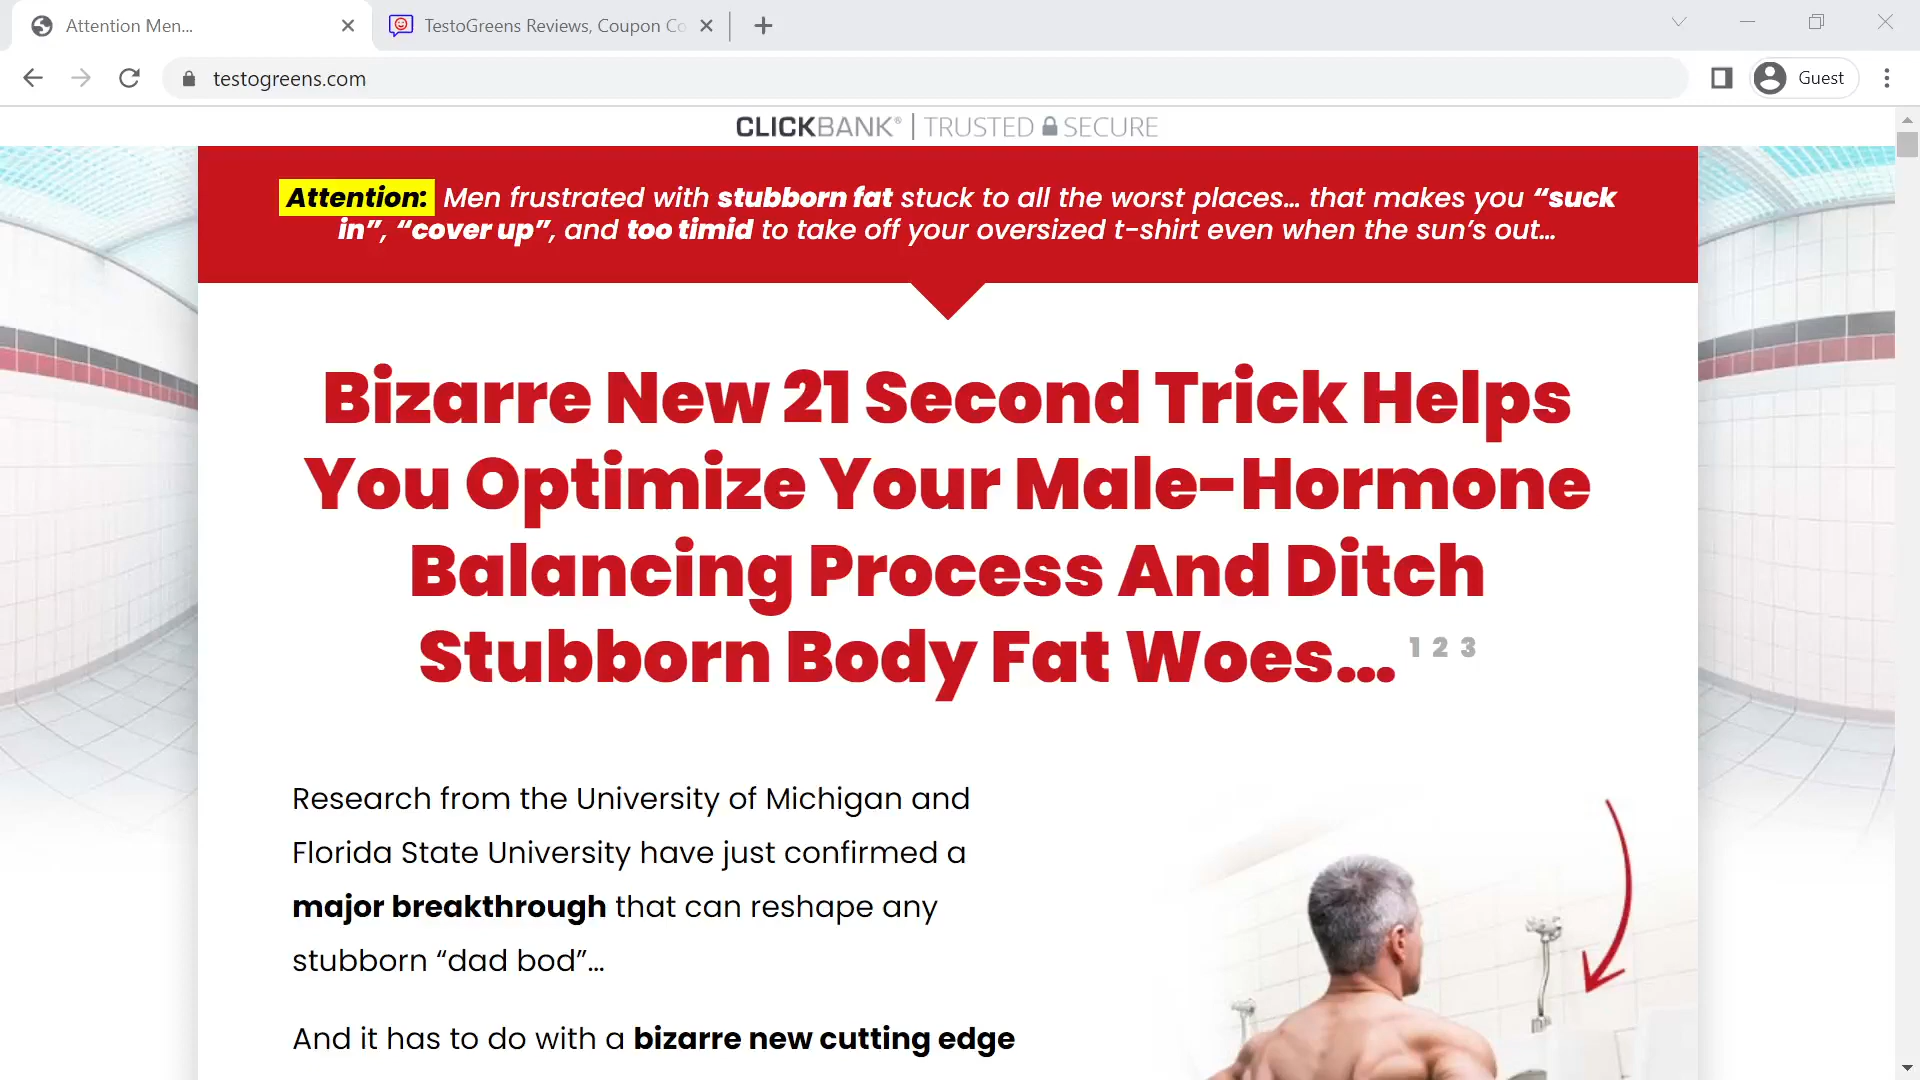 Attention Men...
TestoGreens Reviews, Coupon Co
testogreens.com
Guest
CLICKBANK® | TRUSTED SECURE
Attention: Men frustrated with stubborn fat stuck to all the worst places... that makes you “suck
in”, “cover up”, and too timid to take off your oversized t-shirt even when the sun’s out...
Bizarre New 21 Second Trick Helps
You Optimize Your Male-Hormone
Balancing Process And Ditch
Stubborn Body Fat Woes... 1 2 3
Research from the University of Michigan and
Florida State University have just confirmed a
major breakthrough that can reshape any
stubborn “dad bod”...
And it has to do with a bizarre new cutting edge